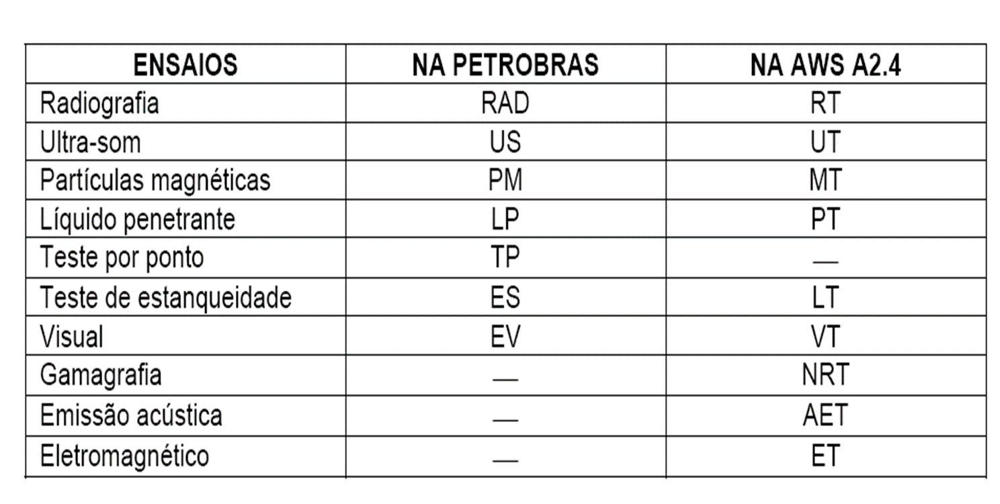 ENSAIOS NA PETROBRAS NA AWS A2.4
Radiografia RAD RT
Ultra-som US UT
Partículas magnéticas PM MT
Líquido penetrante LP PT
Teste por ponto TP —
Teste de estanqueidade ES LT
Visual EV VT
Gamagrafia — NRT
Emissão acústica — AET
Eletromagnético — ET